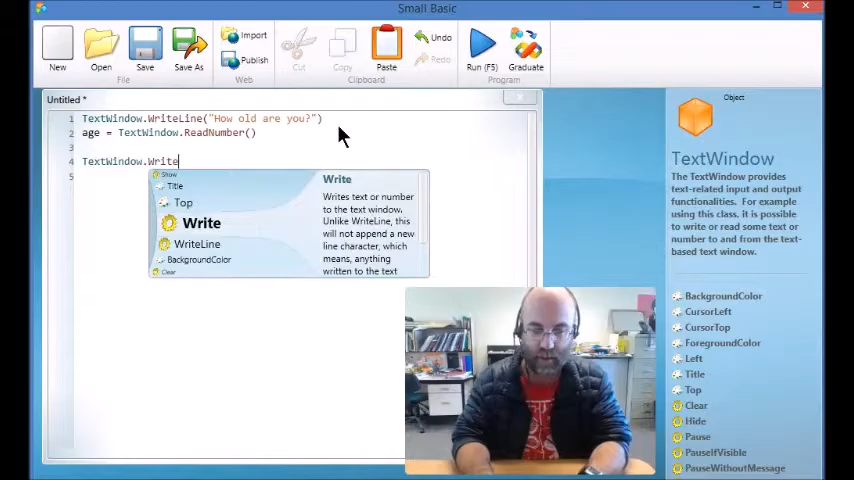 Small Basic
New
Open
Save
Save As
Import
Publish
Cut
Copy
Paste
Undo
Redo
Run (F5)
Graduate
File
Web
Clipboard
Program
Untitled *
1 TextWindow.WriteLine("How old are you?")
2 age = TextWindow.ReadNumber()
3
4 TextWindow.Write
5
Show
Title
Top
Write
WriteLine
BackgroundColor
Clear
Write
Writes text or number
to the text window.
Unlike WriteLine, this
will not append a new
line character, which
means, anything
written to the text
Object
TextWindow
The TextWindow provides
text-related input and output
functionalities. For example
using this class, it is possible
to write or read some text or
number to and from the text-
based text window.
BackgroundColor
CursorLeft
CursorTop
ForegroundColor
Left
Title
Top
Clear
Hide
Pause
PauseIfVisible
PauseWithoutMessage